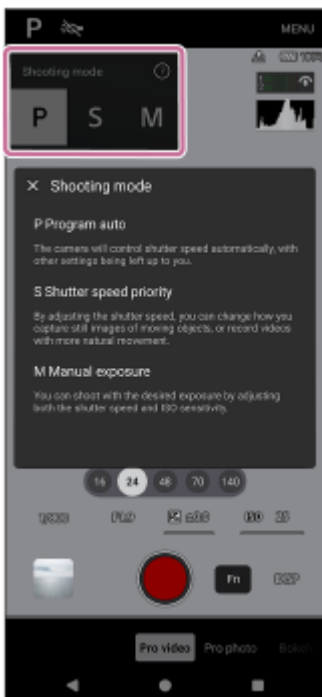 P MENU
Shooting mode ?
P S M
× Shooting mode
P Program auto
The camera will control shutter speed automatically, with
other settings being left up to you.
S Shutter speed priority
By adjusting the shutter speed, you can change how you
capture still images of moving objects, or record videos
with more natural movement.
M Manual exposure
You can shoot with the desired exposure by adjusting
both the shutter speed and ISO sensitivity.
16 24 48 70 140
Fn DISP
Pro video Pro photo Bokeh